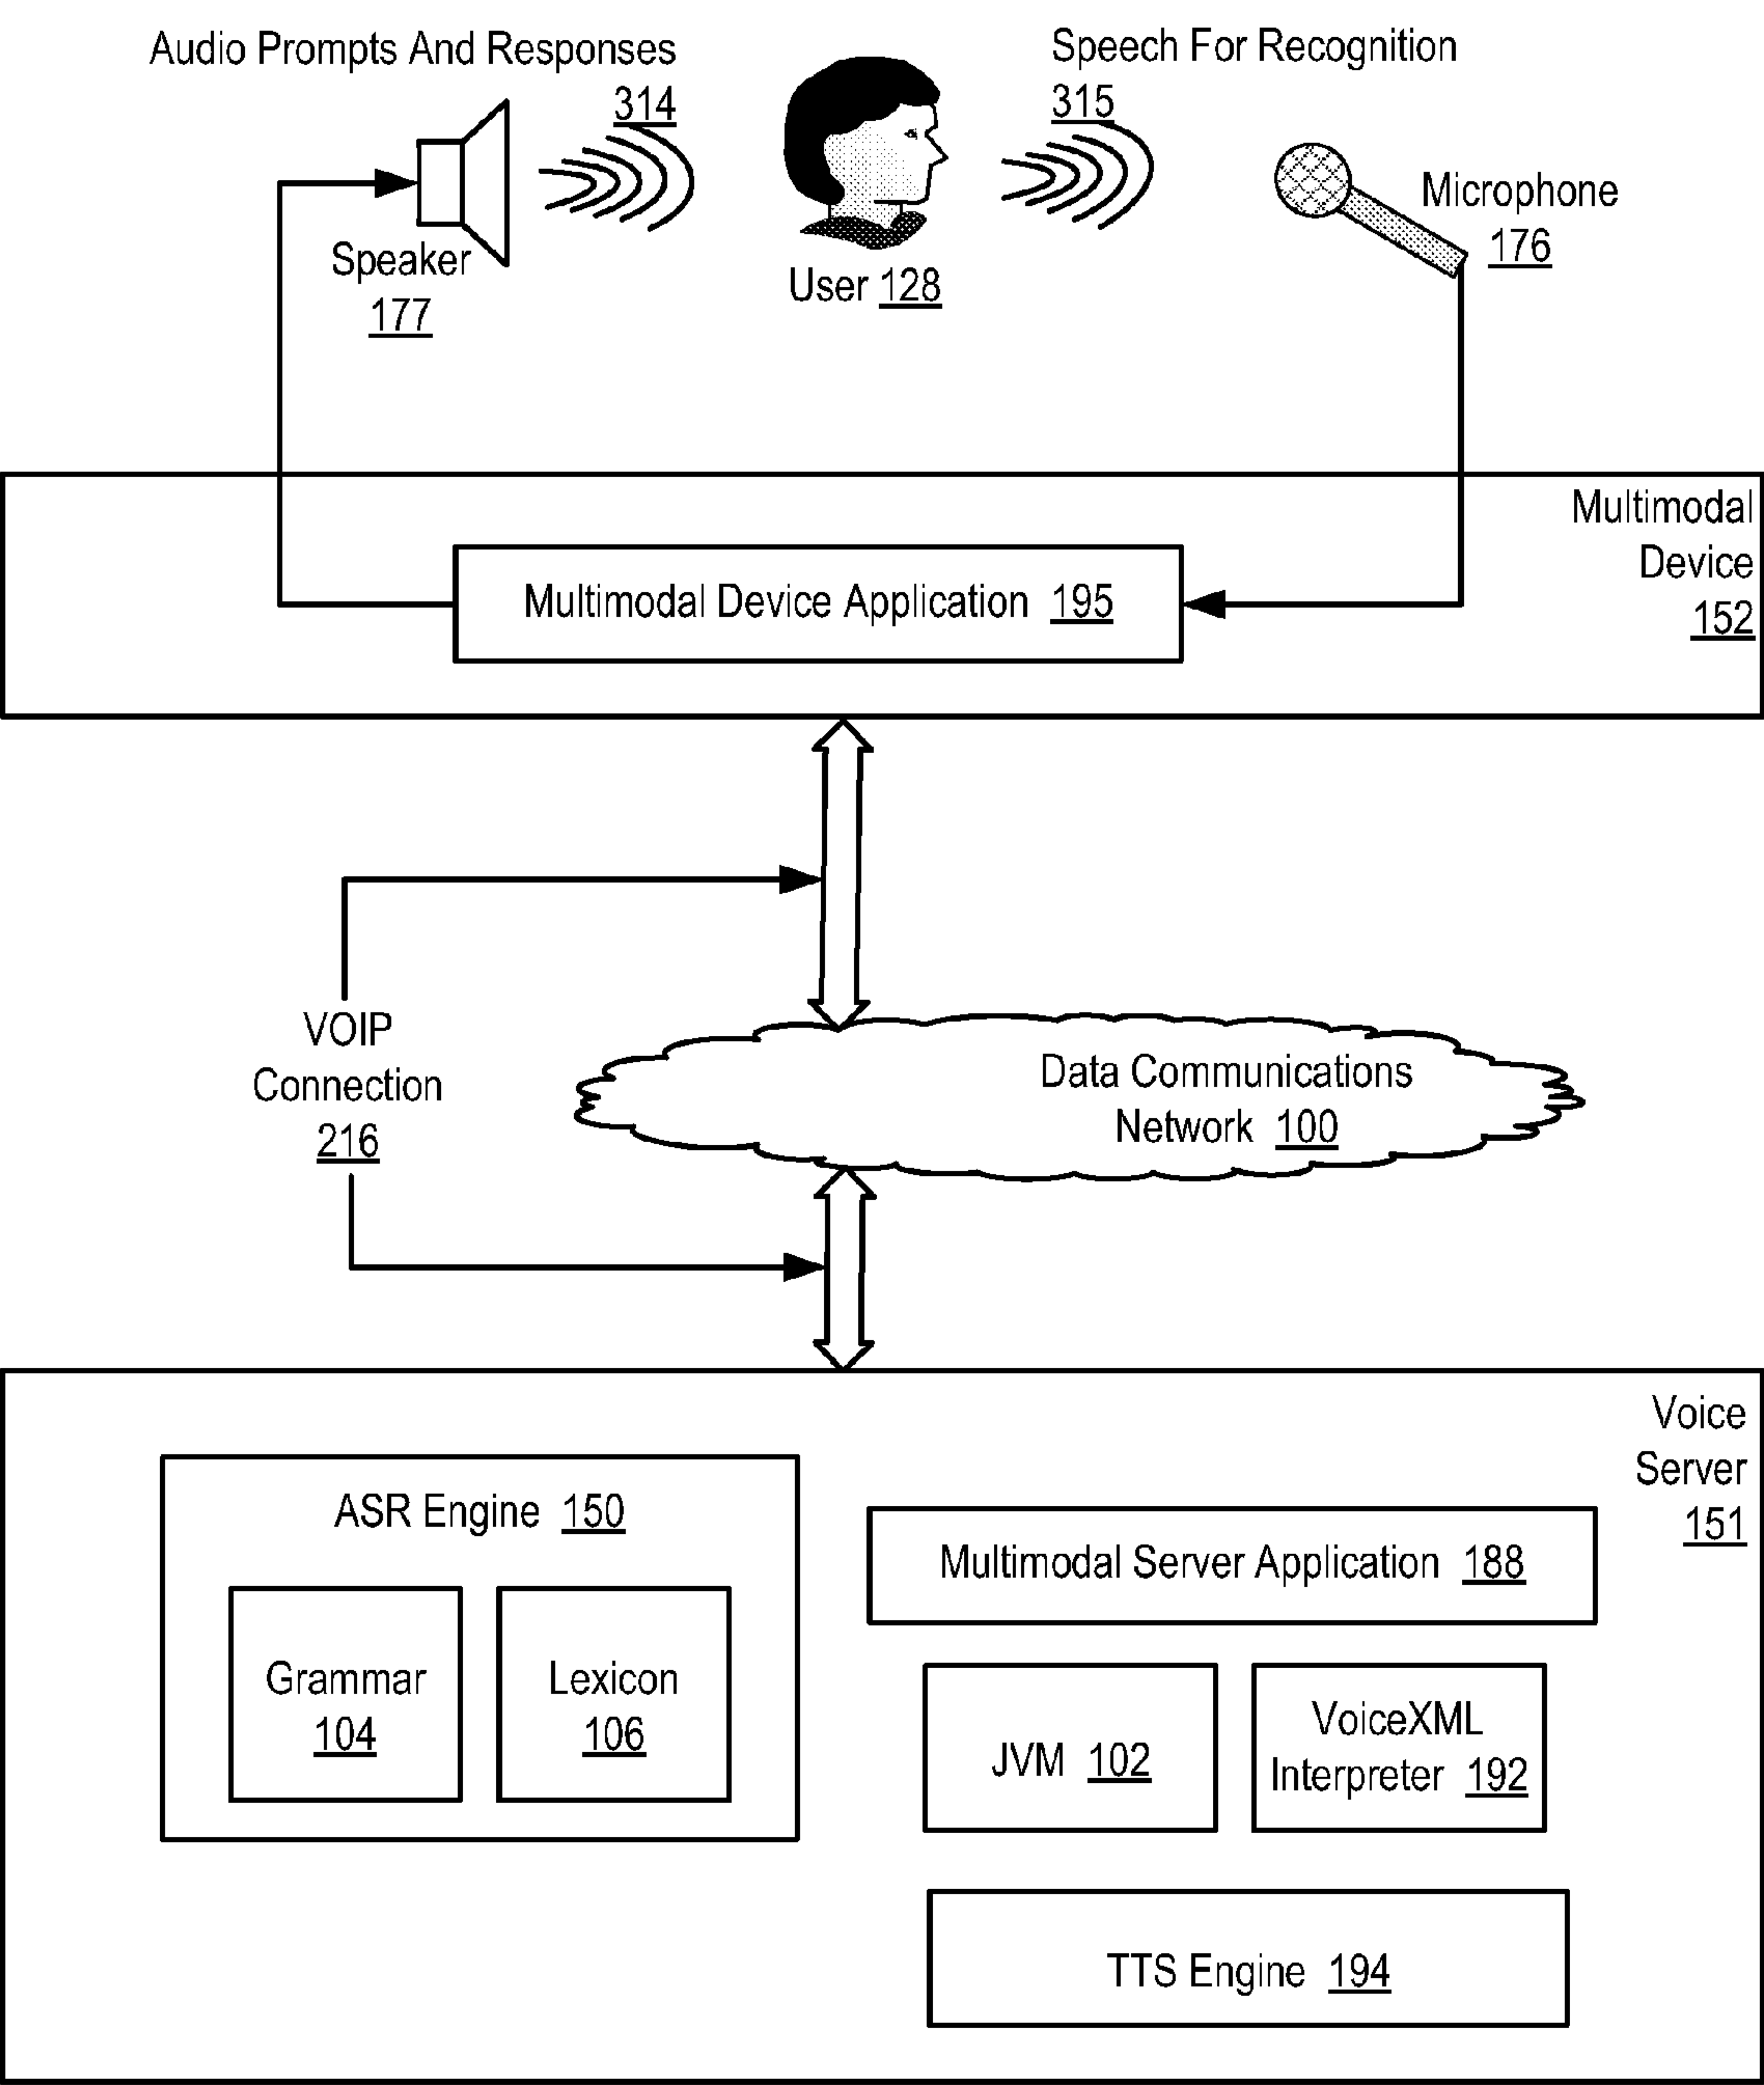 Audio Prompts And Responses
314
Speech For Recognition
315
Speaker
177
User 128
Microphone
176
Multimodal
Device
152
Multimodal Device Application 195
VOIP
Connection
216
Data Communications
Network 100
Voice
Server
151
ASR Engine 150
Grammar
104
Lexicon
106
Multimodal Server Application 188
JVM 102
VoiceXML
Interpreter 192
TTS Engine 194